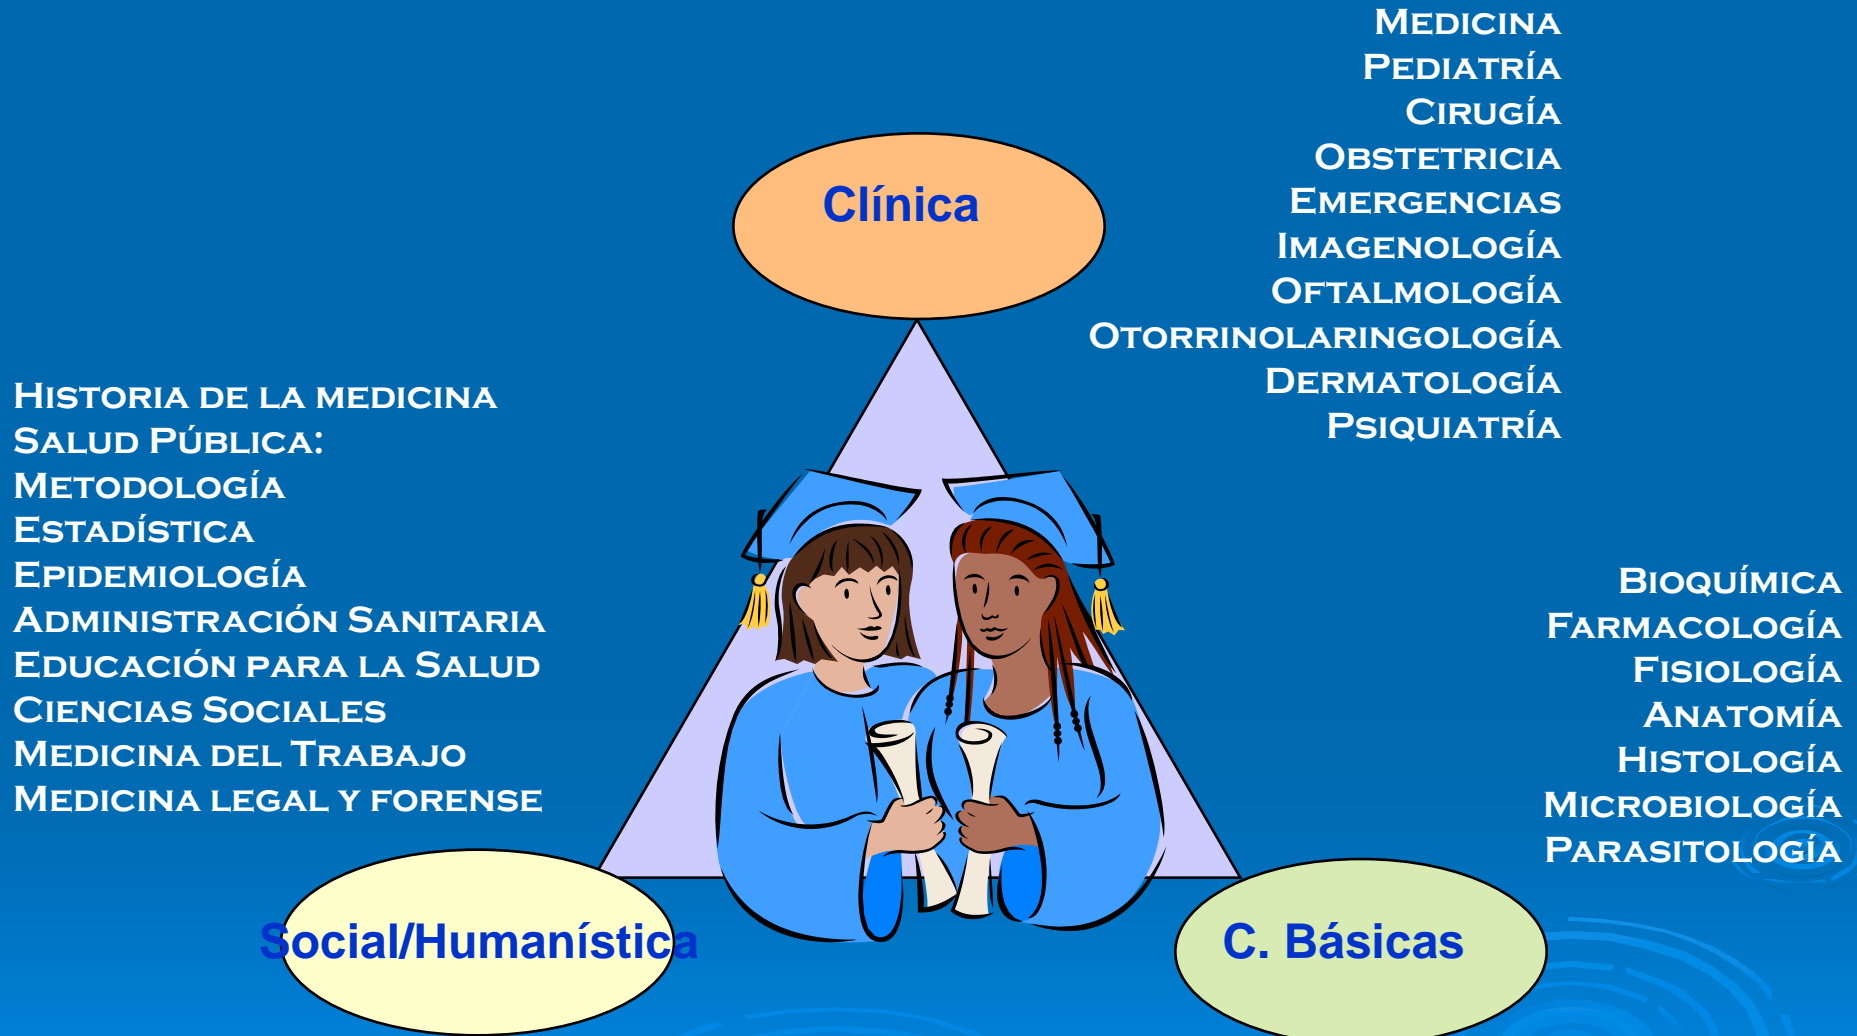 Medicina
Pediatría
Cirugía
Obstetricia
Emergencias
Imagenología
Oftalmología
Otorrinolaringología
Dermatología
Psiquiatría
Clínica
Historia de la medicina
Salud Pública:
Metodología
Estadística
Epidemiología
Administración Sanitaria
Educación para la Salud
Ciencias Sociales
Medicina del Trabajo
Medicina legal y forense
Bioquímica
Farmacología
Fisiología
Anatomía
Histología
Microbiología
Parasitología
Social/Humanística
C. Básicas